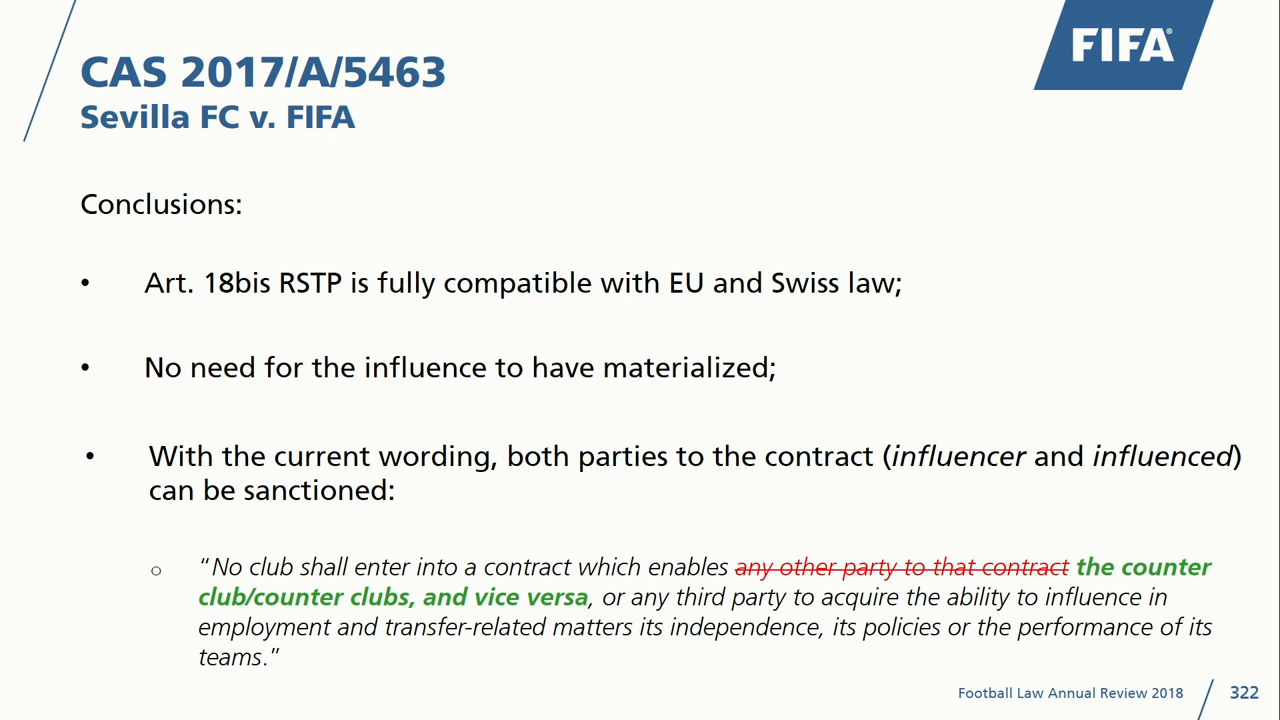 CAS 2017/A/5463
FIFA®
Sevilla FC v. FIFA
Conclusions:
• Art. 18bis RSTP is fully compatible with EU and Swiss law;
• No need for the influence to have materialized;
• With the current wording, both parties to the contract (influencer and influenced)
can be sanctioned:
○ "No club shall enter into a contract which enables any other party to that contract the counter
club/counter clubs, and vice versa, or any third party to acquire the ability to influence in
employment and transfer-related matters its independence, its policies or the performance of its
teams."
Football Law Annual Review 2018
322